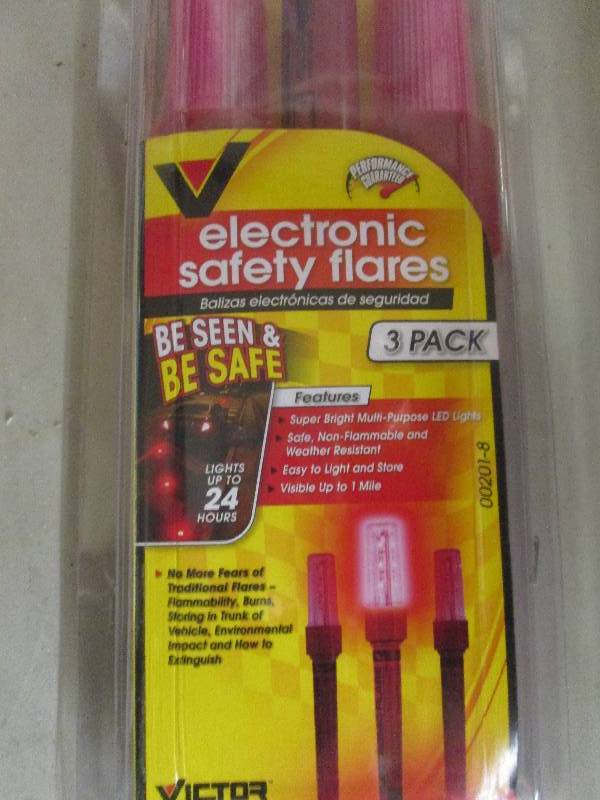 PERFORMANCE
GUARANTEED
electronic
safety flares
Balizas electrónicas de seguridad
BE SEEN &
BE SAFE
3 PACK
Features
Super Bright Multi-Purpose LED Lights
Safe, Non-Flammable and
Weather Resistant
Easy to Light and Store
Visible Up to 1 Mile
LIGHTS
UP TO
24
HOURS
00201-8
No More Fears of
Traditional Flares –
Flammability, Burns,
Storing in Trunk of
Vehicle, Environmental
Impact and How to
Extinguish
VICTOR